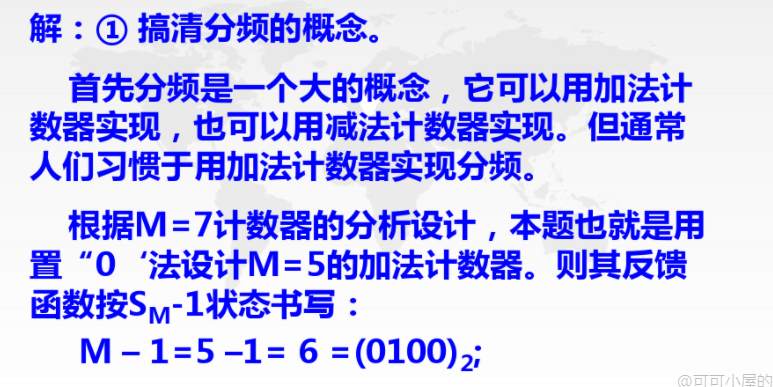 解：① 搞清分频的概念。
首先分频是一个大的概念，它可以用加法计
数器实现，也可以用减法计数器实现。但通常
人们习惯于用加法计数器实现分频。
根据M=7计数器的分析设计，本题也就是用
置“0‘法设计M=5的加法计数器。则其反馈
函数按SM-1状态书写：
M – 1=5 –1= 6 =(0100)2;
@可可小屋的